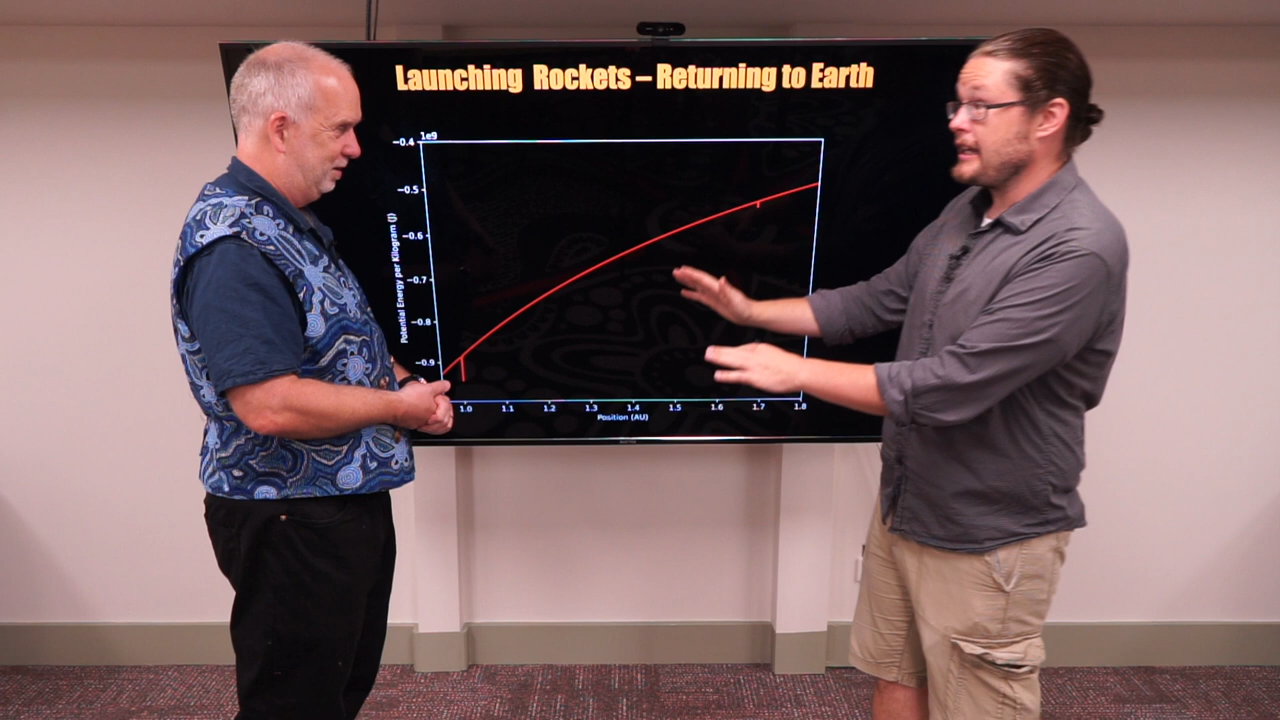 Launching Rockets – Returning to Earth
1e9
−0.4
−0.5
−0.6
−0.7
−0.8
−0.9
Potential Energy per Kilogram (J)
1.0 1.1 1.2 1.3 1.4 1.5 1.6 1.7 1.8
Position (AU)